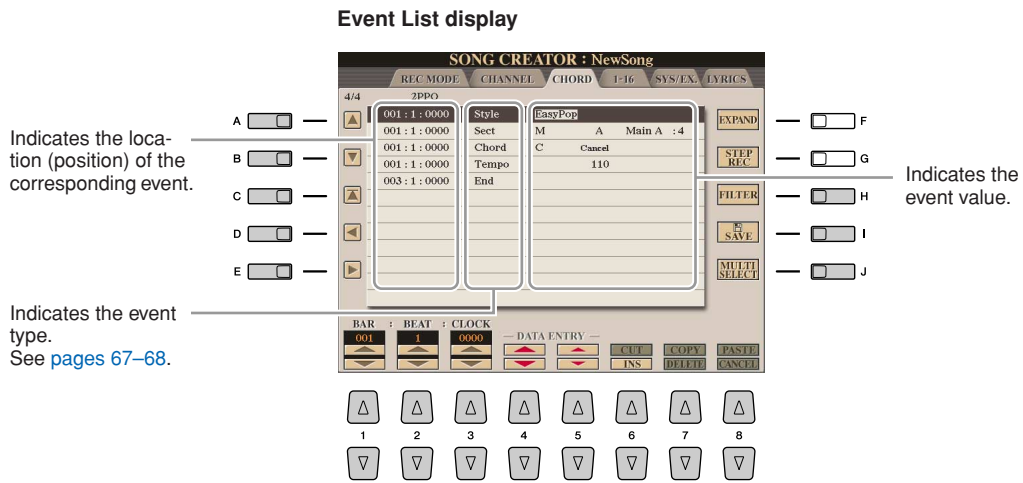 Event List display
SONG CREATOR : NewSong
REC MODE CHANNEL CHORD 1-16 SYS/EX. LYRICS
4/4 2PPQ
001 : 1 : 0000 Style EasyPop
001 : 1 : 0000 Sect M A Main A : 4
001 : 1 : 0000 Chord C Cancel
001 : 1 : 0000 Tempo 110
003 : 1 : 0000 End
A
B
C
D
E
EXPAND
STEP
REC
FILTER
SAVE
MULTI
SELECT
F
G
H
I
J
Indicates the loca-
tion (position) of the
corresponding event.
Indicates the
event value.
Indicates the event
type.
See pages 67–68.
BAR : BEAT : CLOCK
001 1 0000
DATA ENTRY
CUT COPY PASTE
INS DELETE CANCEL
1 2 3 4 5 6 7 8